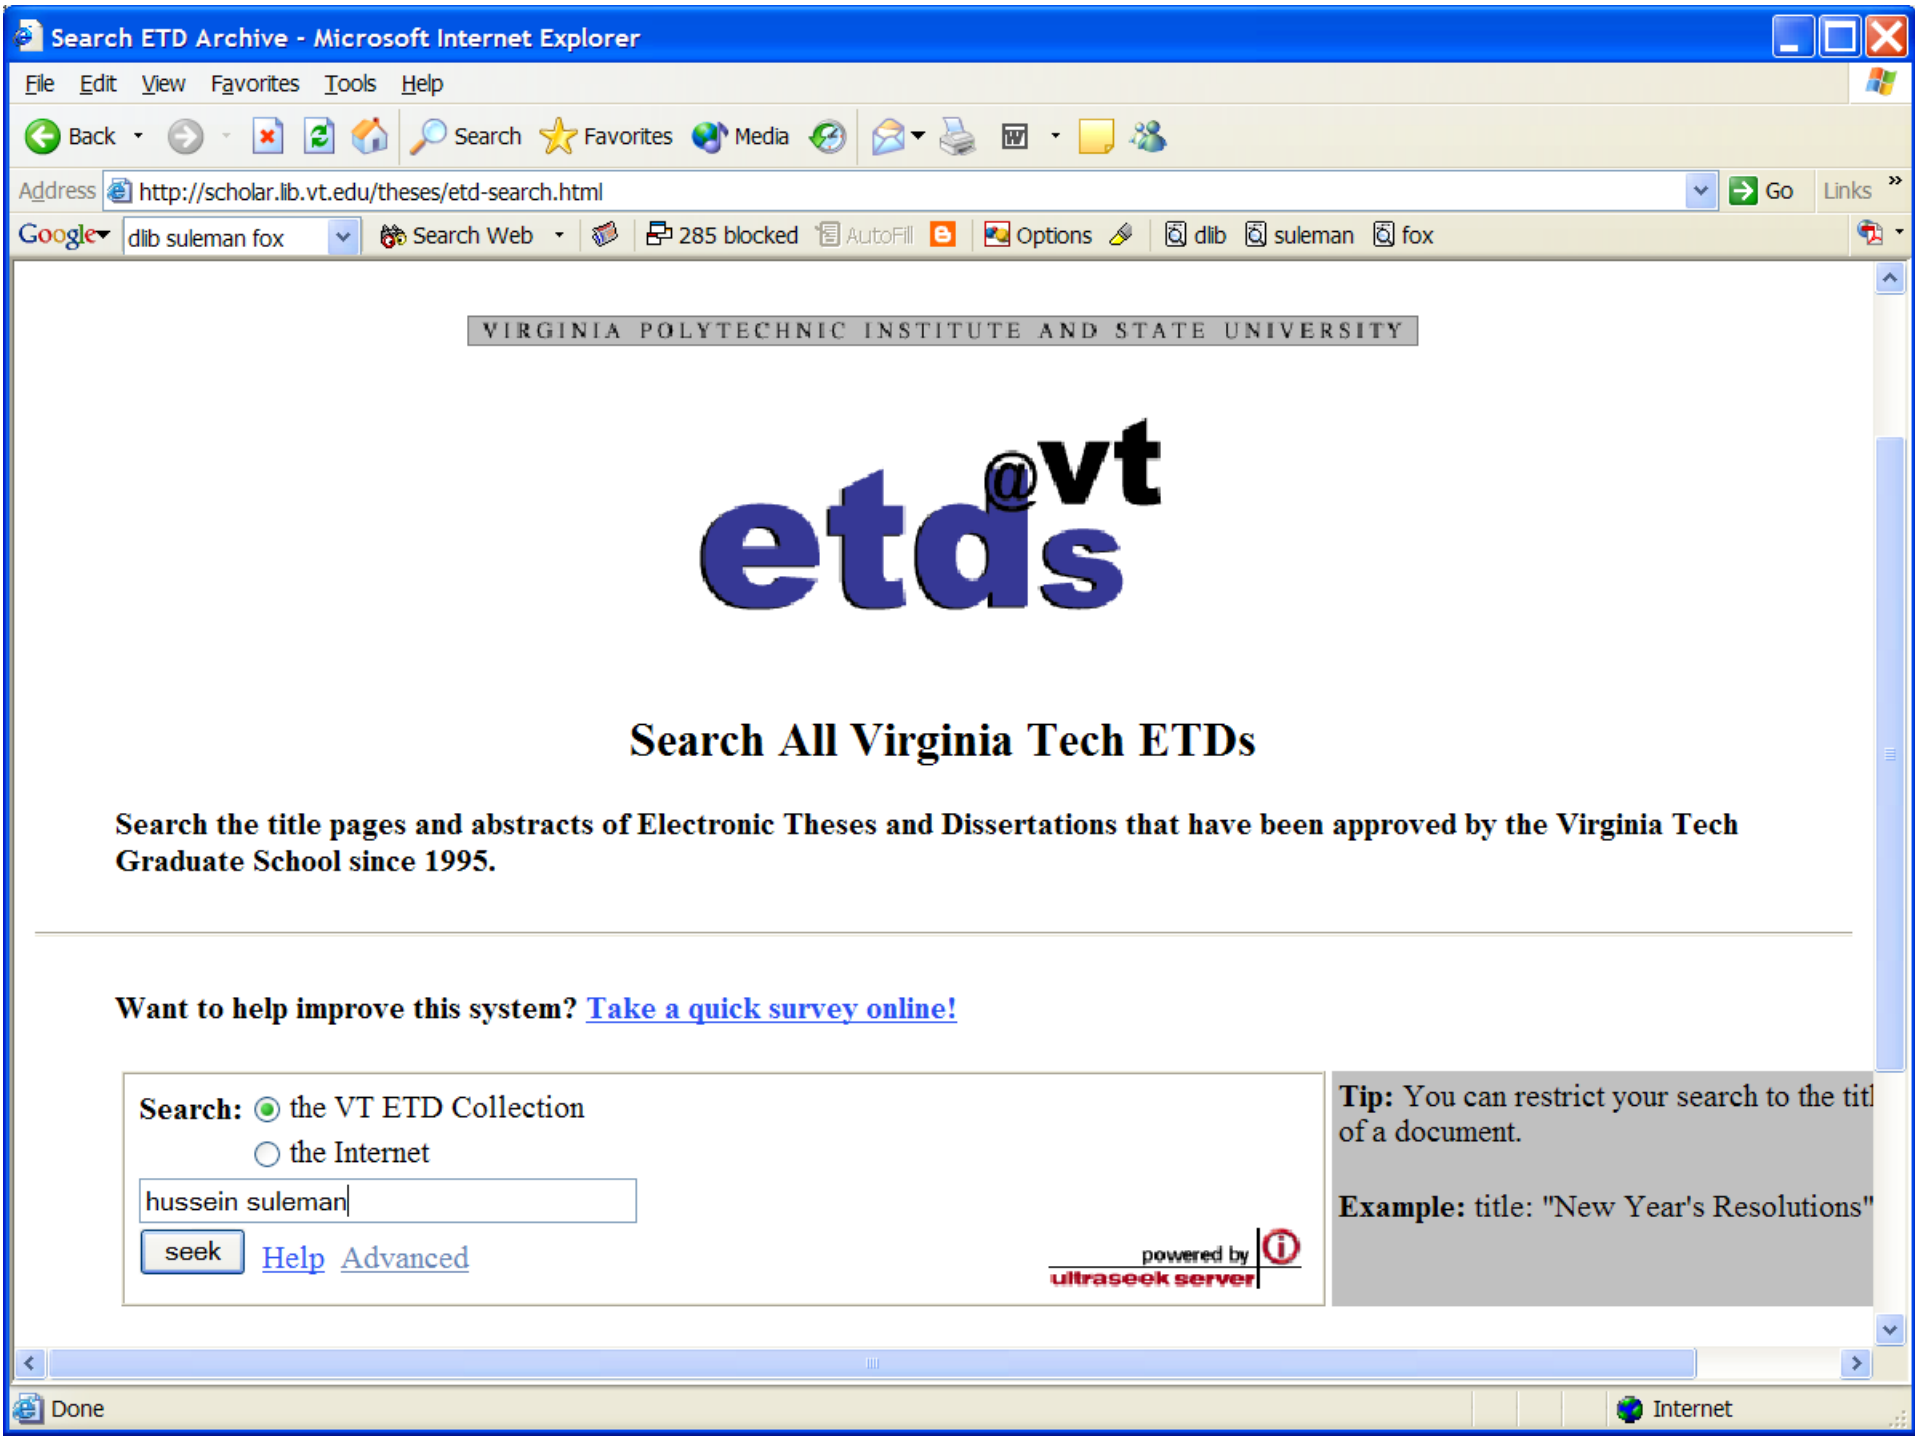 Search ETD Archive - Microsoft Internet Explorer
File Edit View Favorites Tools Help
Back Search Favorites Media
Address http://scholar.lib.vt.edu/theses/etd-search.html Go Links »
Google dlib suleman fox Search Web 285 blocked AutoFill Options dlib suleman fox
VIRGINIA POLYTECHNIC INSTITUTE AND STATE UNIVERSITY
etds@vt
Search All Virginia Tech ETDs
Search the title pages and abstracts of Electronic Theses and Dissertations that have been approved by the Virginia Tech
Graduate School since 1995.
Want to help improve this system? Take a quick survey online!
Search: the VT ETD Collection
the Internet
hussein suleman
seek Help Advanced
powered by
ultraseek server
Tip: You can restrict your search to the titl
of a document.
Example: title: "New Year's Resolutions"
Done Internet